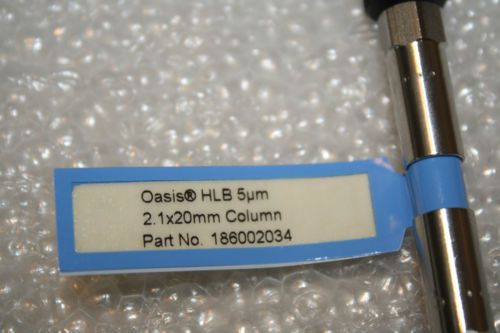 Oasis® HLB 5µm
2.1x20mm Column
Part No. 186002034